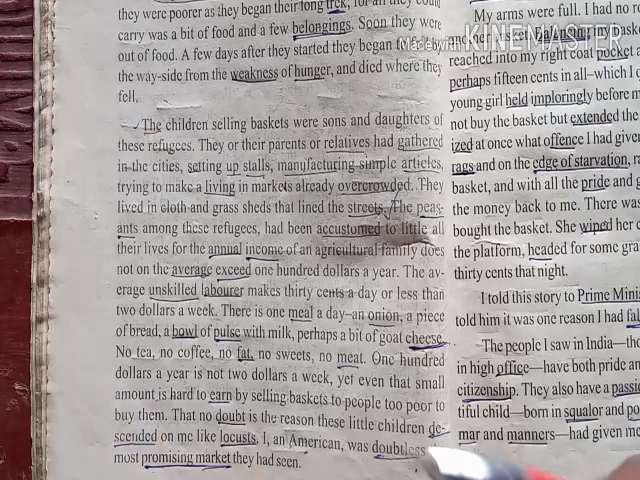 they were poorer as they began their long trek, for all they could
carry was a bit of food and a few belongings. Soon they were
out of food. A few days after they started they began
the way-side from the weakness of hunger, and died where they
fell.
The children selling baskets were sons and daughters of
these refugees. They or their parents or relatives had gathered
in the cities, setting up stalls, manufacturing simple articles,
trying to make a living in markets already overcrowded. They
lived in cloth and grass sheds that lined the streets. The peas-
ants among these refugees, had been accustomed to little all
their lives for the annual income of an agricultural family does
not on the average exceed one hundred dollars a year. The av-
erage unskilled labourer makes thirty cents a day or less than
two dollars a week. There is one meal a day–an onion, a piece
of bread, a bowl of pulse with milk, perhaps a bit of goat cheese.
No tea, no coffee, no fat, no sweets, no meat. One hundred
dollars a year is not two dollars a week, yet even that small
amount is hard to earn by selling baskets to people too poor to
buy them. That no doubt is the reason these little children de-
scended on me like locusts. I, an American, was doubtless
most promising market they had seen.
Made with KINEMASTER
My arms were full. I had no
reached into my right coat pocket
perhaps fifteen cents in all—which I
young girl held imploringly before
not buy the basket but extended the
ized at once what offence I had
rags and on the edge of starvation,
basket, and with all the pride and
the money back to me. There was
bought the basket. She wiped her
the platform, headed for some
thirty cents that night.
I told this story to Prime
told him it was one reason I had
The people I saw in India—
in high office—have both pride
citizenship. They also have a
tiful child—born in squalor and
mar and manners—had given